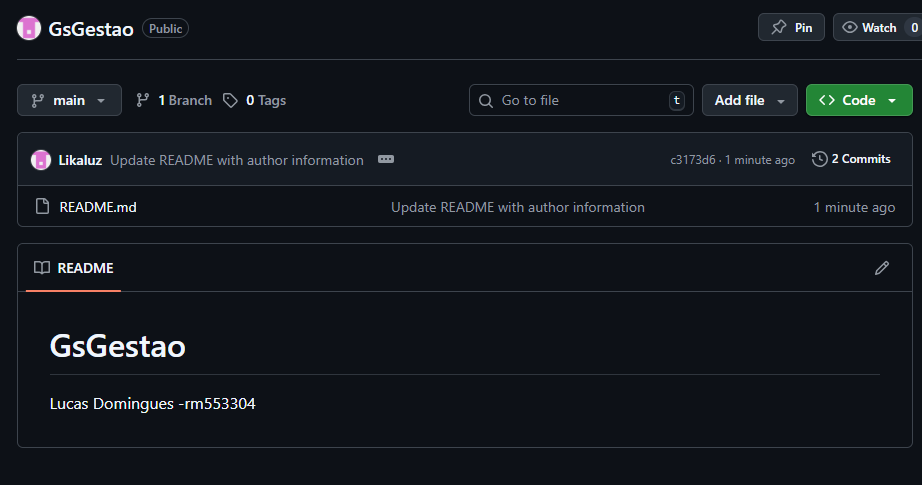 GsGestao Public Pin Watch 0
main 1 Branch 0 Tags Go to file t Add file Code
Likaluz Update README with author information c3173d6 · 1 minute ago 2 Commits
README.md Update README with author information 1 minute ago
README
GsGestao
Lucas Domingues -rm553304